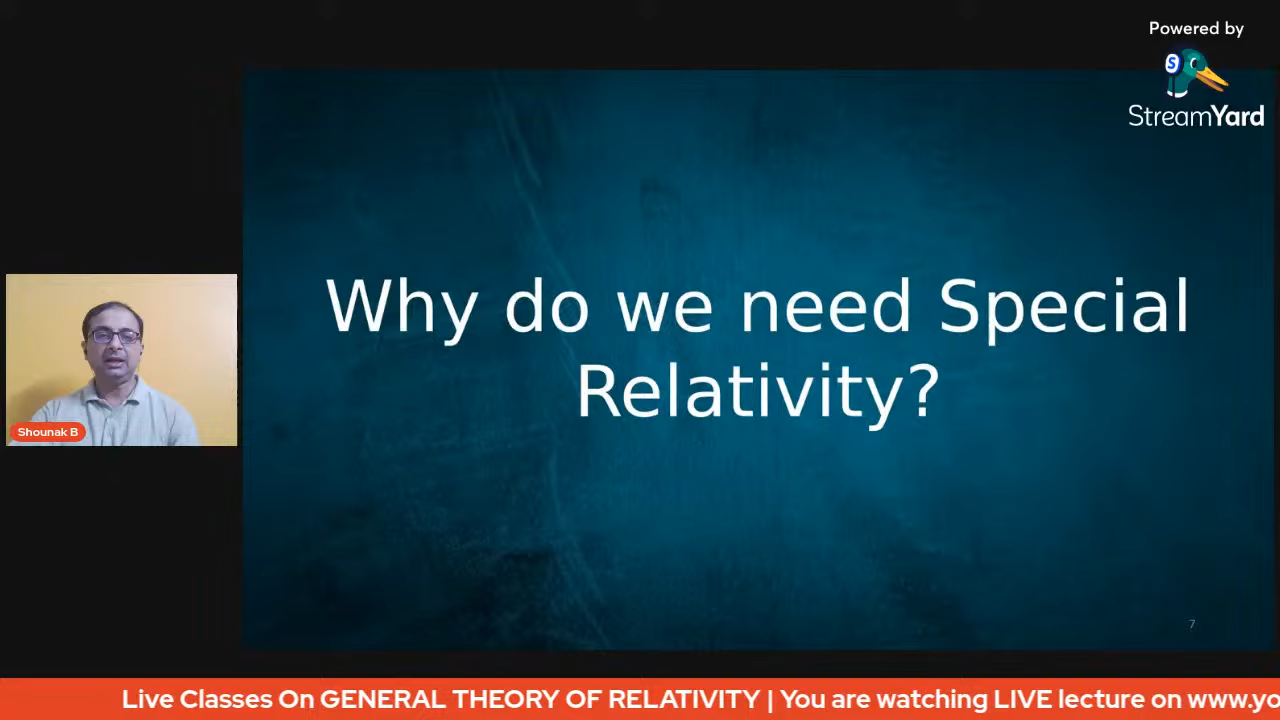 Powered by
S
StreamYard
Why do we need Special
Relativity?
Shounak B
7
Live Classes On GENERAL THEORY OF RELATIVITY | You are watching LIVE lecture on www.yo